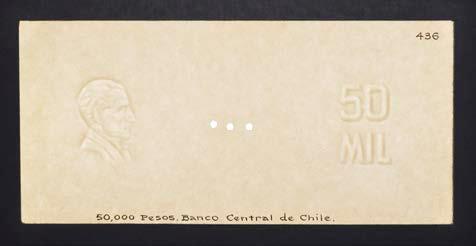 436
50
MIL
50,000 Pesos. Banco Central de Chile.